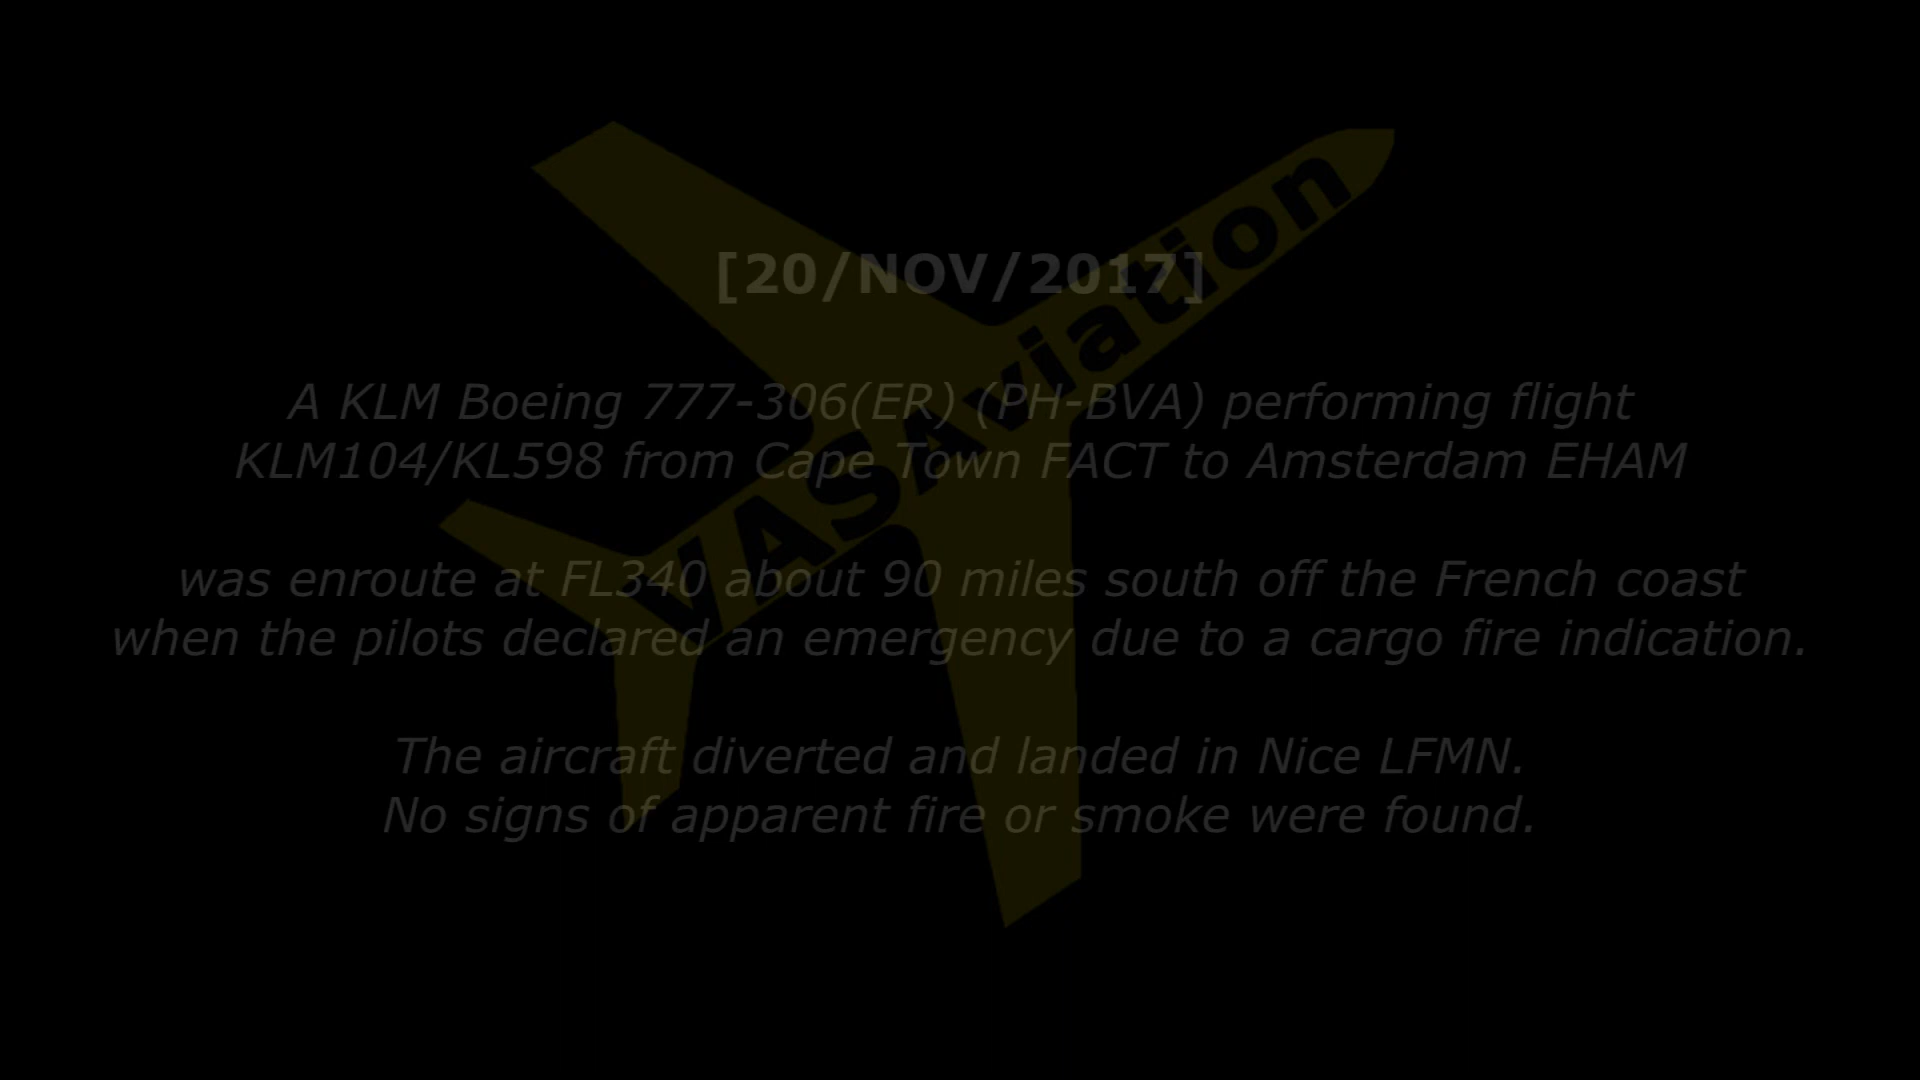 [20/NOV/2017]
A KLM Boeing 777-306(ER) (PH-BVA) performing flight
KLM104/KL598 from Cape Town FACT to Amsterdam EHAM
was enroute at FL340 about 90 miles south off the French coast
when the pilots declared an emergency due to a cargo fire indication.
The aircraft diverted and landed in Nice LFMN.
No signs of apparent fire or smoke were found.
VASAviation